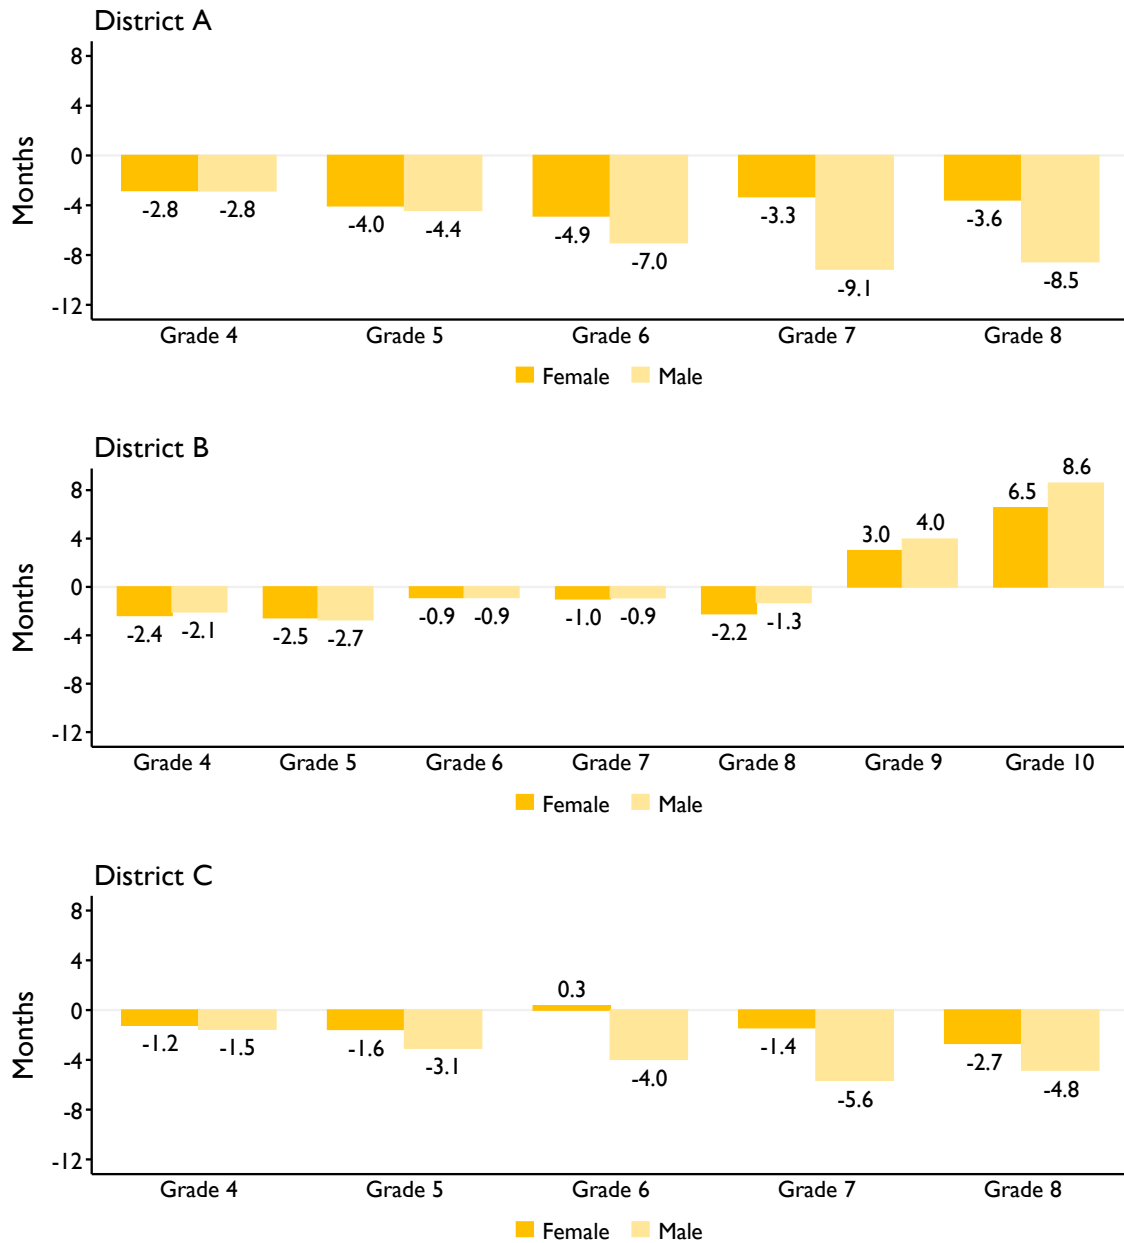 District A
8
4
0
-4
-8
-12
Months
-2.8 -2.8 -4.0 -4.4 -4.9 -7.0 -3.3 -9.1 -3.6 -8.5
Grade 4 Grade 5 Grade 6 Grade 7 Grade 8
Female Male
District B
8
4
0
-4
-8
-12
Months
-2.4 -2.1 -2.5 -2.7 -0.9 -0.9 -1.0 -0.9 -2.2 -1.3 3.0 4.0 6.5 8.6
Grade 4 Grade 5 Grade 6 Grade 7 Grade 8 Grade 9 Grade 10
Female Male
District C
8
4
0
-4
-8
-12
Months
-1.2 -1.5 -1.6 -3.1 0.3 -4.0 -1.4 -5.6 -2.7 -4.8
Grade 4 Grade 5 Grade 6 Grade 7 Grade 8
Female Male